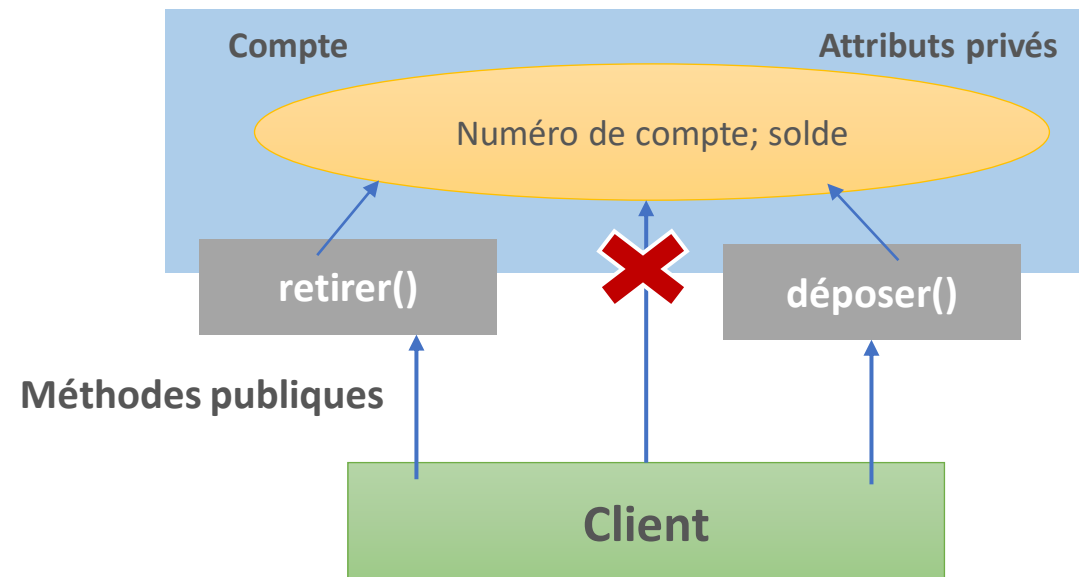 Compte
Attributs privés
Numéro de compte; solde
retirer()
déposer()
Méthodes publiques
Client